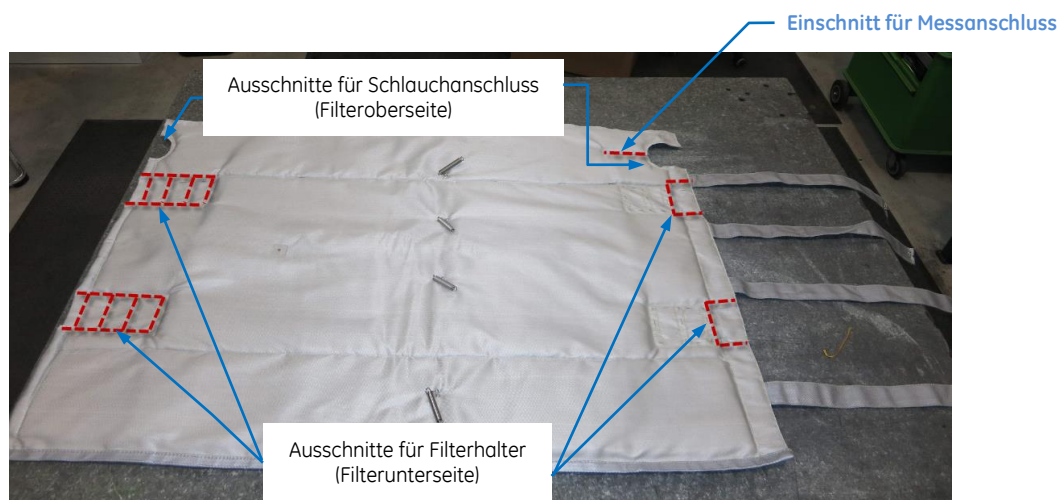 Einschnitt für Messanschluss
Ausschnitte für Schlauchanschluss
(Filteroberseite)
Ausschnitte für Filterhalter
(Filterunterseite)